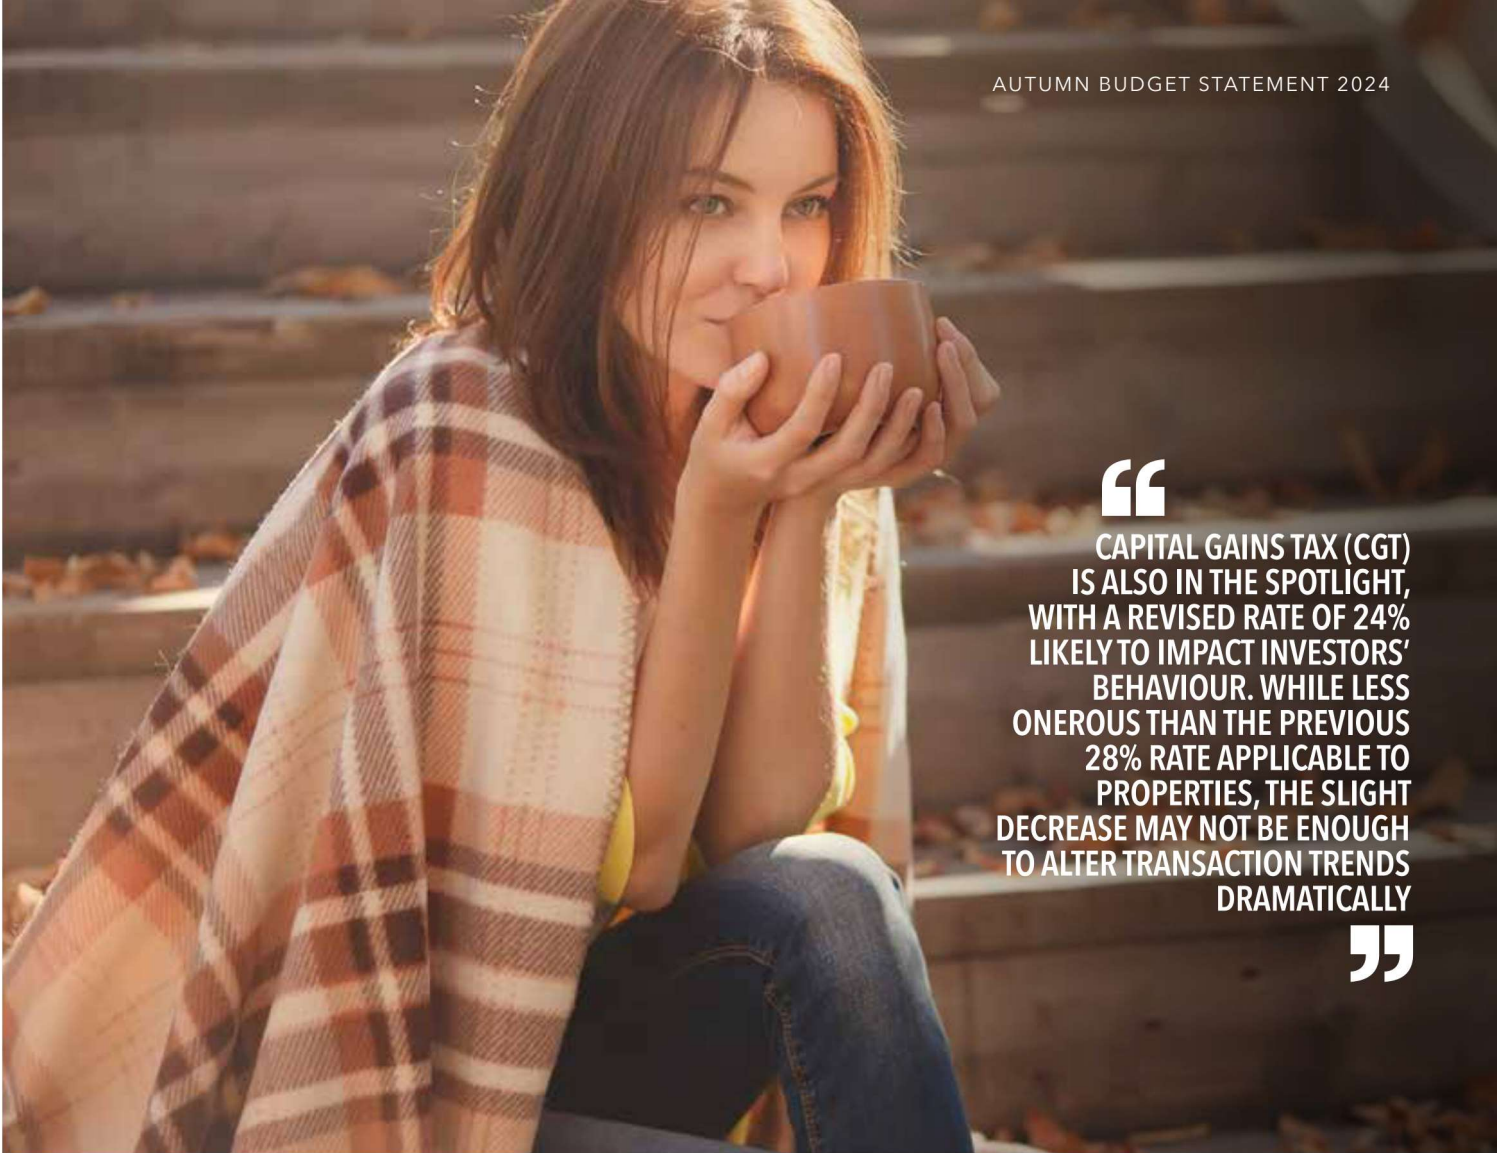 AUTUMN BUDGET STATEMENT 2024
“
CAPITAL GAINS TAX (CGT)
IS ALSO IN THE SPOTLIGHT,
WITH A REVISED RATE OF 24%
LIKELY TO IMPACT INVESTORS’
BEHAVIOUR. WHILE LESS
ONEROUS THAN THE PREVIOUS
28% RATE APPLICABLE TO
PROPERTIES, THE SLIGHT
DECREASE MAY NOT BE ENOUGH
TO ALTER TRANSACTION TRENDS
DRAMATICALLY
”